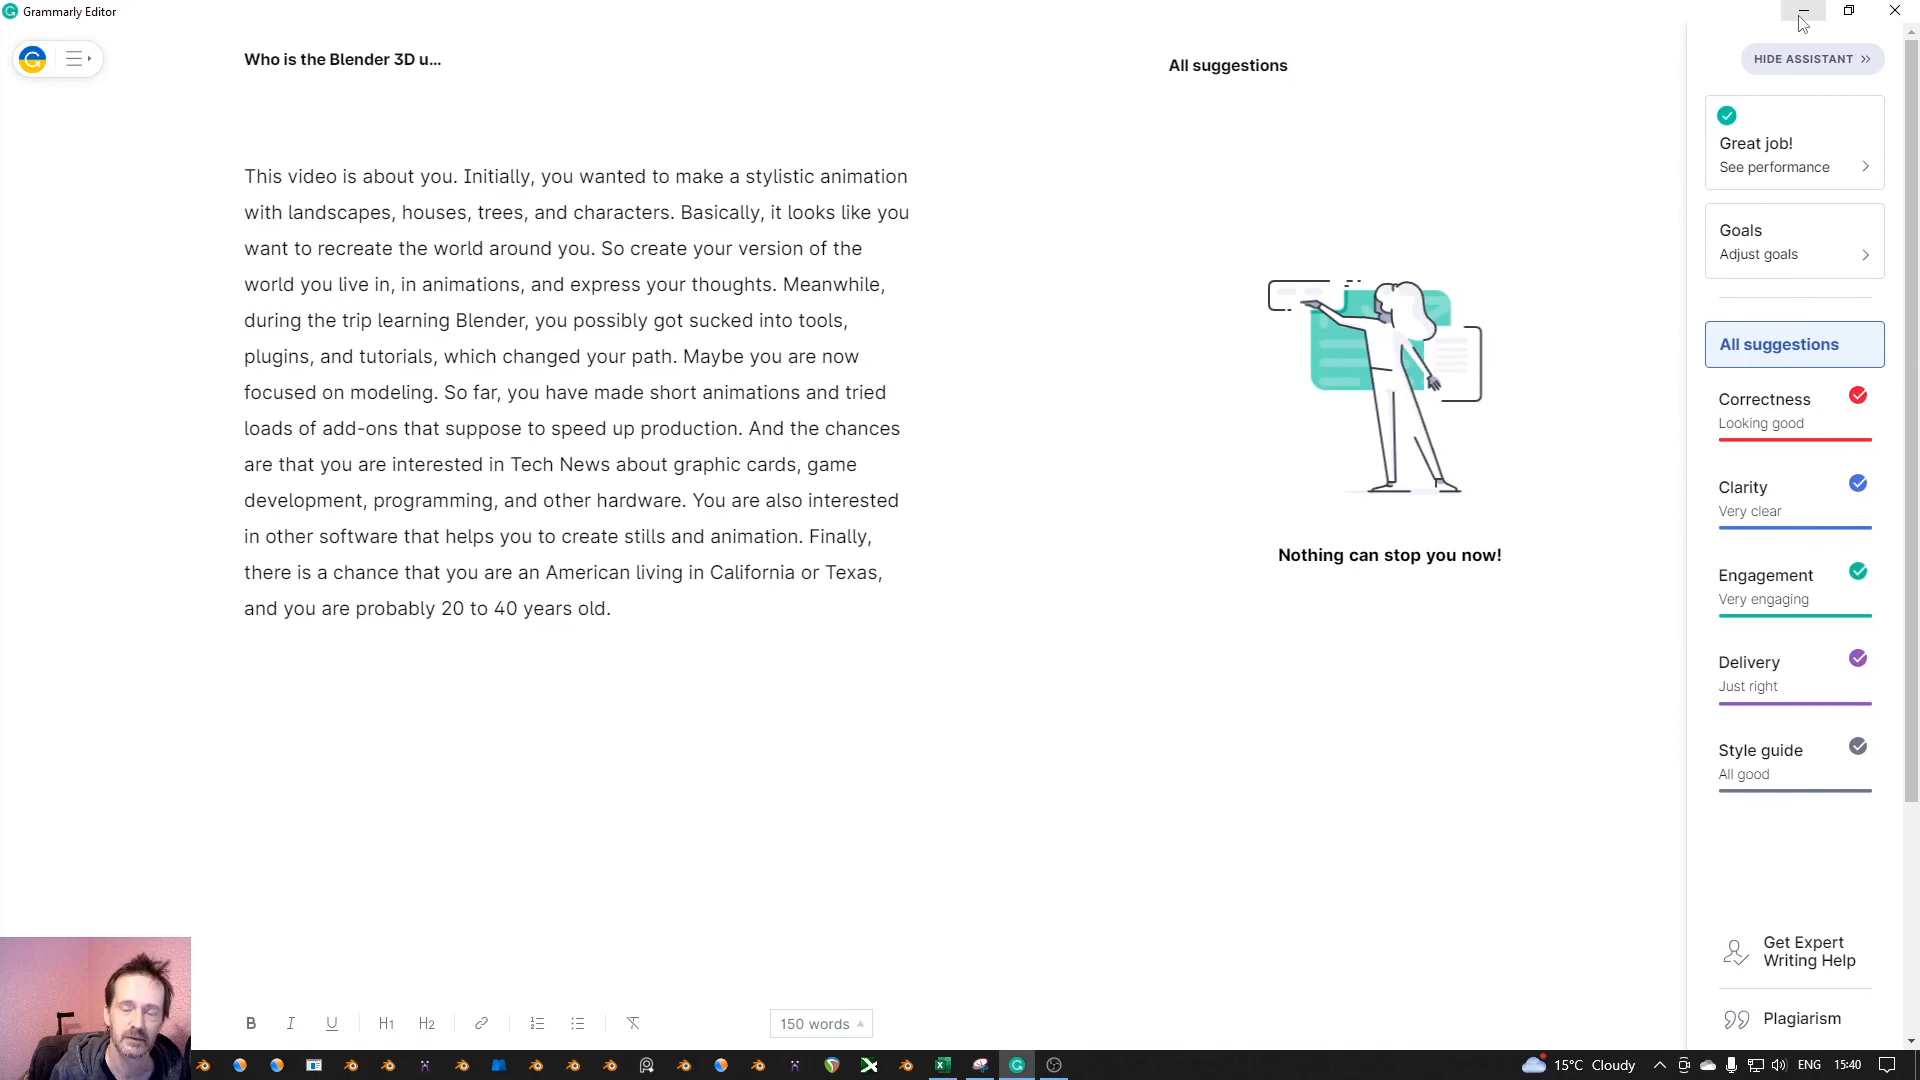 Grammarly Editor
Who is the Blender 3D u...
All suggestions
HIDE ASSISTANT
This video is about you. Initially, you wanted to make a stylistic animation
with landscapes, houses, trees, and characters. Basically, it looks like you
want to recreate the world around you. So create your version of the
world you live in, in animations, and express your thoughts. Meanwhile,
during the trip learning Blender, you possibly got sucked into tools,
plugins, and tutorials, which changed your path. Maybe you are now
focused on modeling. So far, you have made short animations and tried
loads of add-ons that suppose to speed up production. And the chances
are that you are interested in Tech News about graphic cards, game
development, programming, and other hardware. You are also interested
in other software that helps you to create stills and animation. Finally,
there is a chance that you are an American living in California or Texas,
and you are probably 20 to 40 years old.
Nothing can stop you now!
Great job!
See performance
Goals
Adjust goals
All suggestions
Correctness
Looking good
Clarity
Very clear
Engagement
Very engaging
Delivery
Just right
Style guide
All good
Get Expert
Writing Help
Plagiarism
B I U H1 H2
150 words
15°C Cloudy
ENG
15:40